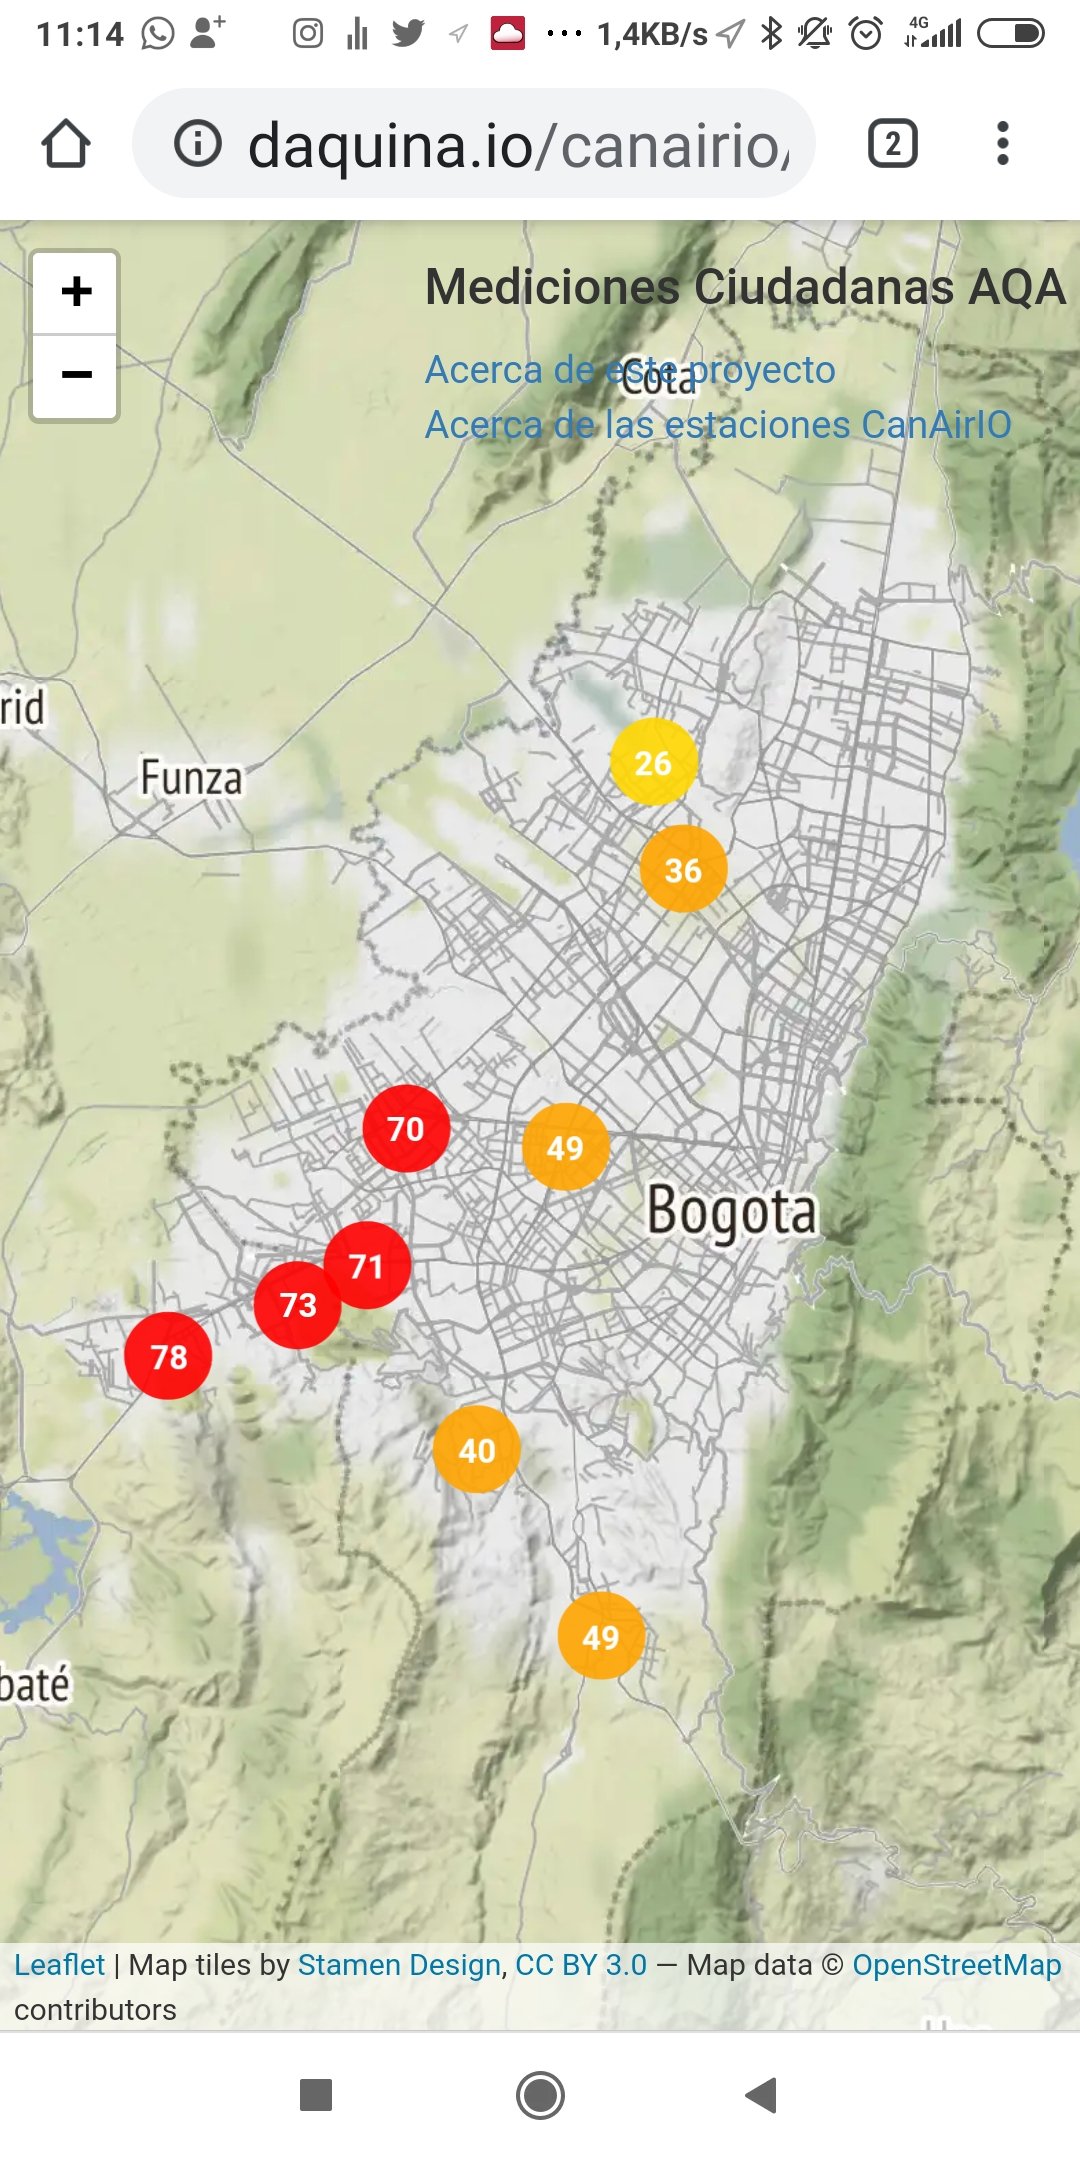 11:14
1,4KB/s
4G
daquina.io/canairio
2
+
−
Mediciones Ciudadanas AQA
Acerca de este proyecto
Cota
Acerca de las estaciones CanAirIO
rid
Funza
26
36
70
49
Bogota
71
73
78
40
49
baté
Leaflet | Map tiles by Stamen Design, CC BY 3.0 — Map data © OpenStreetMap
contributors